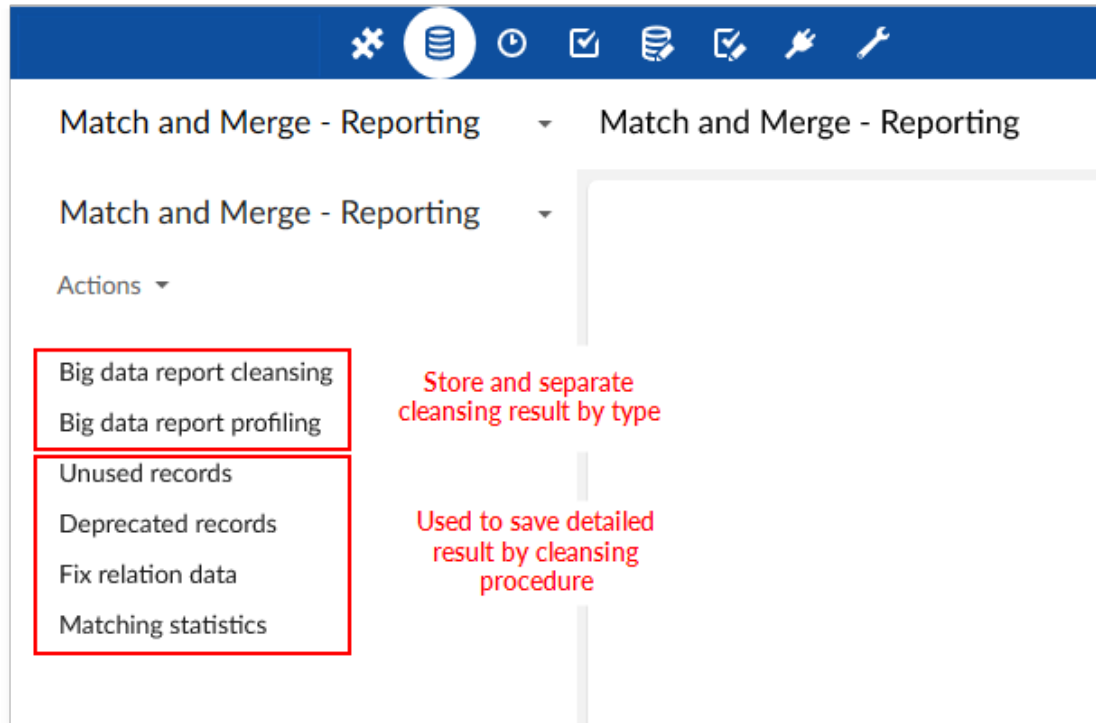 Match and Merge - Reporting
Match and Merge - Reporting
Match and Merge - Reporting
Actions
Big data report cleansing
Big data report profiling
Store and separate
cleansing result by type
Unused records
Deprecated records
Fix relation data
Matching statistics
Used to save detailed
result by cleansing
procedure